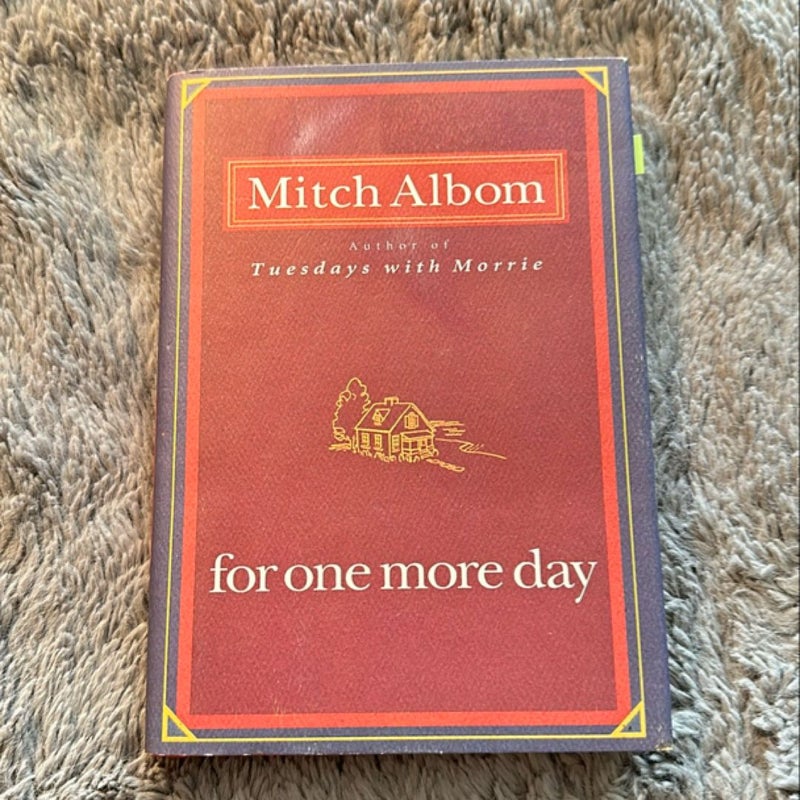 Mitch Albom
Author of
Tuesdays with Morrie
for one more day